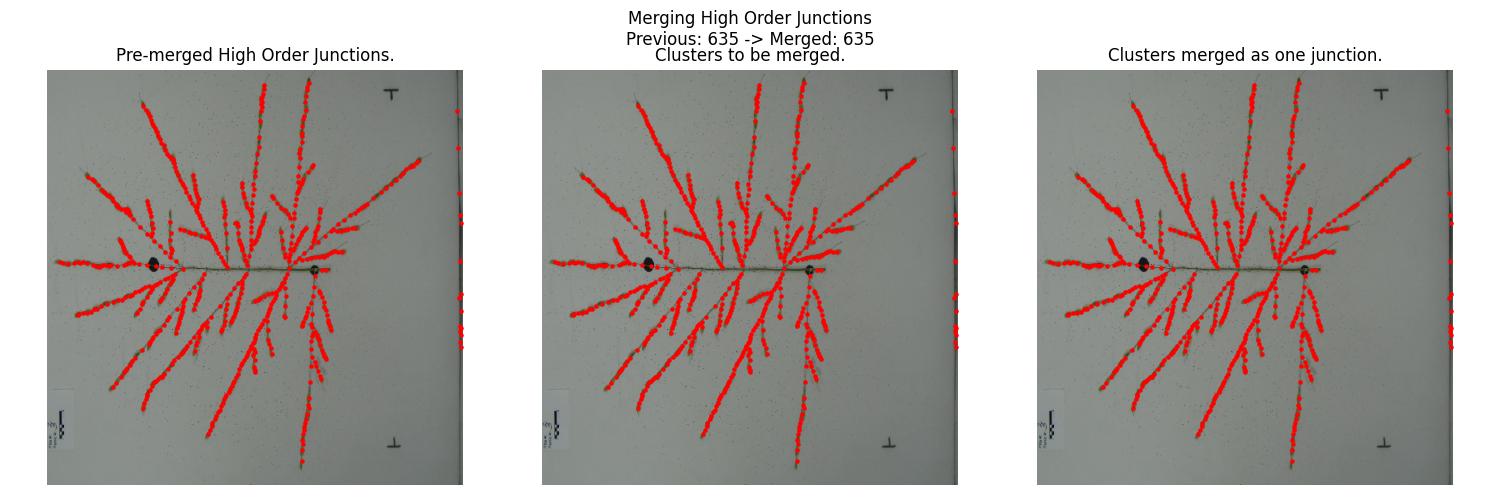 Merging High Order Junctions
Previous: 635 -> Merged: 635
Pre-merged High Order Junctions.
Clusters to be merged.
Clusters merged as one junction.